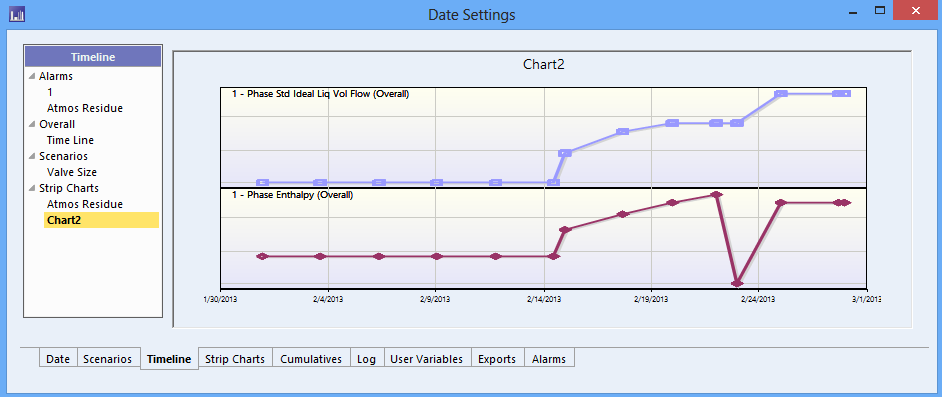 Date Settings
Timeline
Alarms
1
Atmos Residue
Overall
Time Line
Scenarios
Valve Size
Strip Charts
Atmos Residue
Chart2
Chart2
1 - Phase Std Ideal Liq Vol Flow (Overall)
1 - Phase Enthalpy (Overall)
1/30/2013 2/4/2013 2/9/2013 2/14/2013 2/19/2013 2/24/2013 3/1/2013
Date Scenarios Timeline Strip Charts Cumulatives Log User Variables Exports Alarms